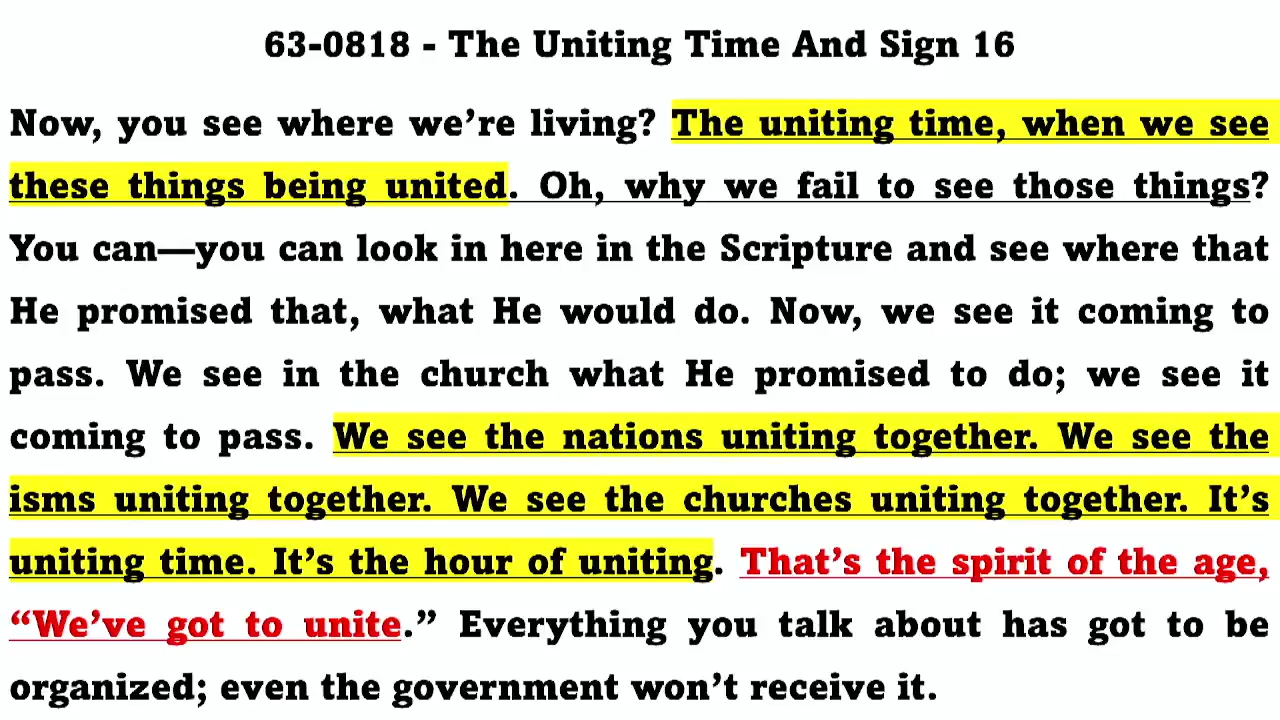 63-0818 - The Uniting Time And Sign 16
Now, you see where we’re living? The uniting time, when we see
these things being united. Oh, why we fail to see those things?
You can—you can look in here in the Scripture and see where that
He promised that, what He would do. Now, we see it coming to
pass. We see in the church what He promised to do; we see it
coming to pass. We see the nations uniting together. We see the
isms uniting together. We see the churches uniting together. It’s
uniting time. It’s the hour of uniting. That’s the spirit of the age,
“We’ve got to unite.” Everything you talk about has got to be
organized; even the government won’t receive it.